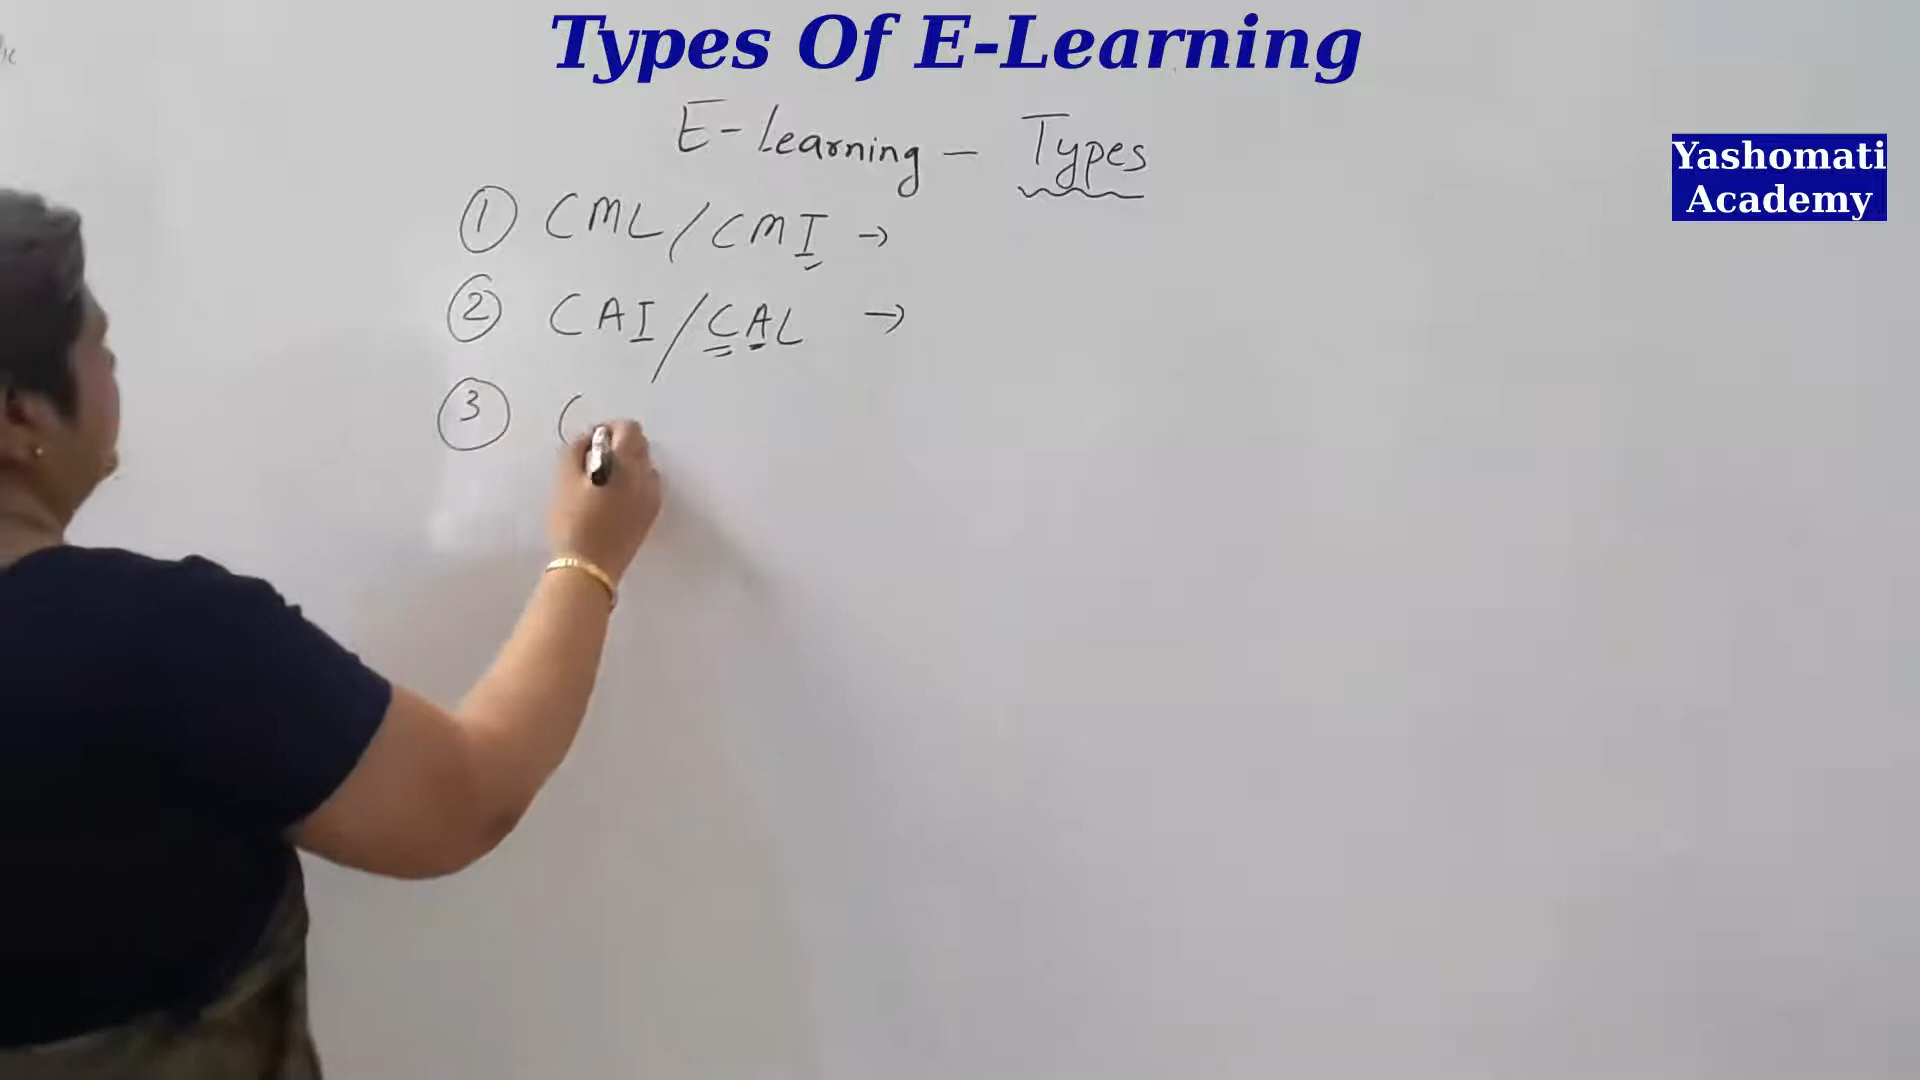 Types Of E-Learning
E-Learning - Types
Yashomati
Academy
① CML/CMI →
② CAI/CAL →
③ C